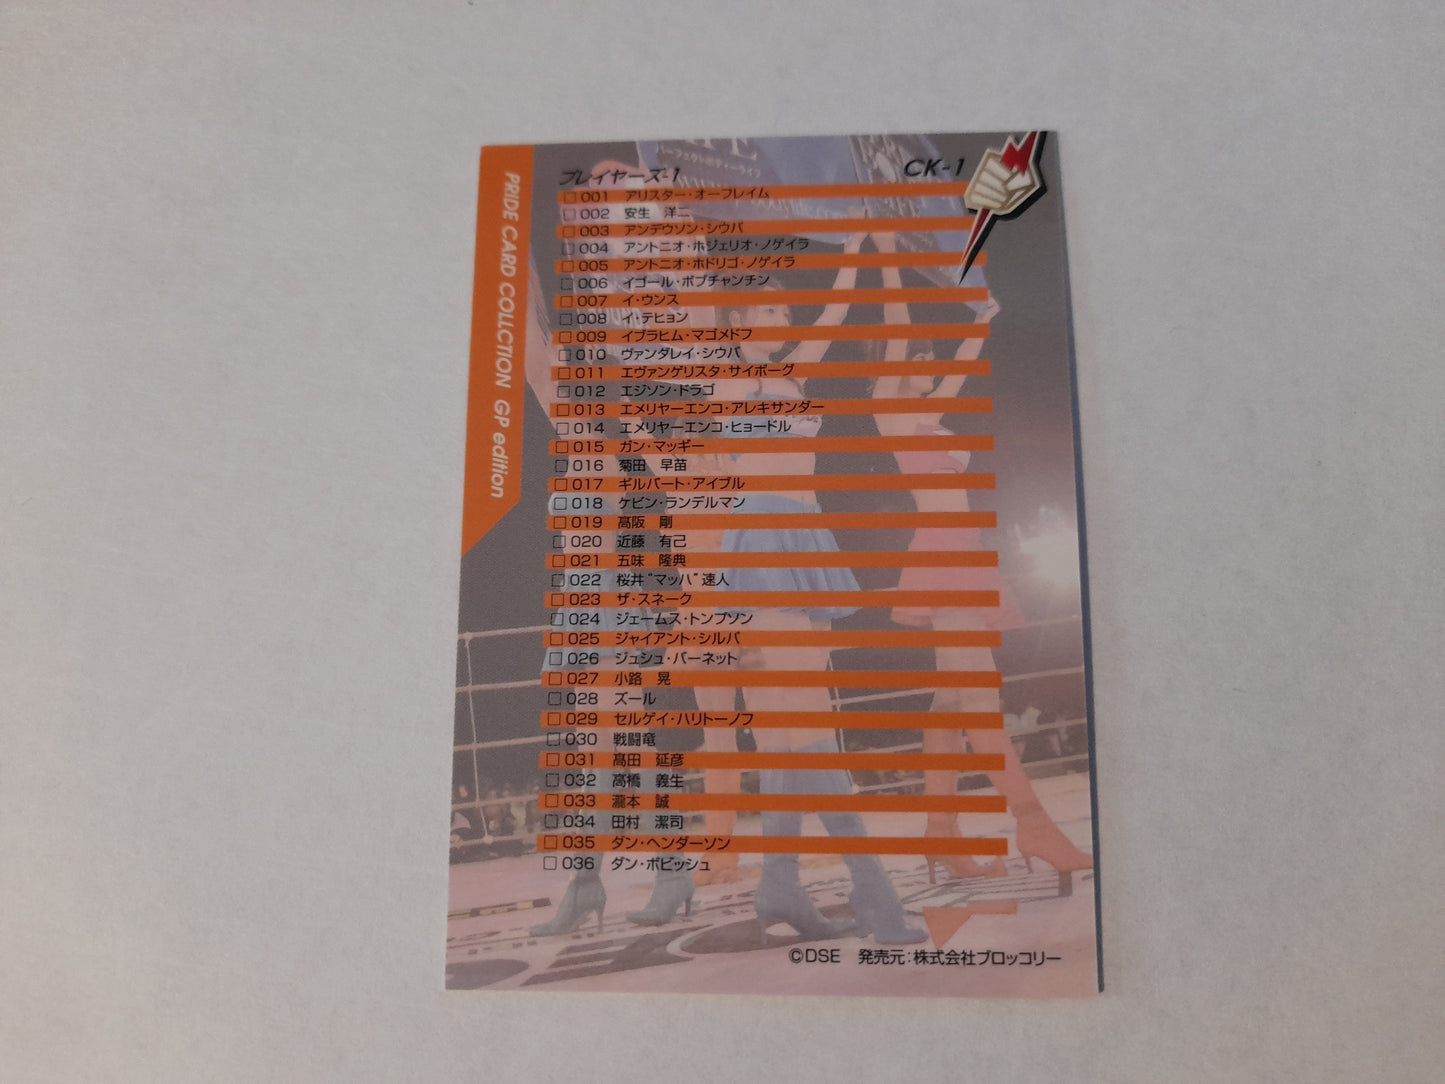 PRIDE CARD COLLCTION GP edition
パーフェクトボディーライブ
プレイヤーズ-1
CK-1
□001 アリスター・オーフレイム
□002 安生 洋二
□003 アンデウソン・シウバ
□004 アントニオ・ホジェリオ・ノゲイラ
□005 アントニオ・ホドリゴ・ノゲイラ
□006 イゴール・ボブチャンチン
□007 イ・ウンス
□008 イ・テヒョン
□009 イブラヒム・マゴメドフ
□010 ヴァンダレイ・シウバ
□011 エヴァンゲリスタ・サイボーグ
□012 エジソン・ドラゴ
□013 エメリヤーエンコ・アレキサンダー
□014 エメリヤーエンコ・ヒョードル
□015 ガン・マッギー
□016 菊田 早苗
□017 ギルバート・アイブル
□018 ケビン・ランデルマン
□019 高阪 剛
□020 近藤 有己
□021 五味 隆典
□022 桜井“マッハ”速人
□023 ザ・スネーク
□024 ジェームス・トンプソン
□025 ジャイアント・シルバ
□026 ジョシュ・バーネット
□027 小路 晃
□028 ズール
□029 セルゲイ・ハリトーノフ
□030 戦闘竜
□031 髙田 延彦
□032 高橋 義生
□033 瀧本 誠
□034 田村 潔司
□035 ダン・ヘンダーソン
□036 ダン・ボビッシュ
©DSE 発売元：株式会社ブロッコリー